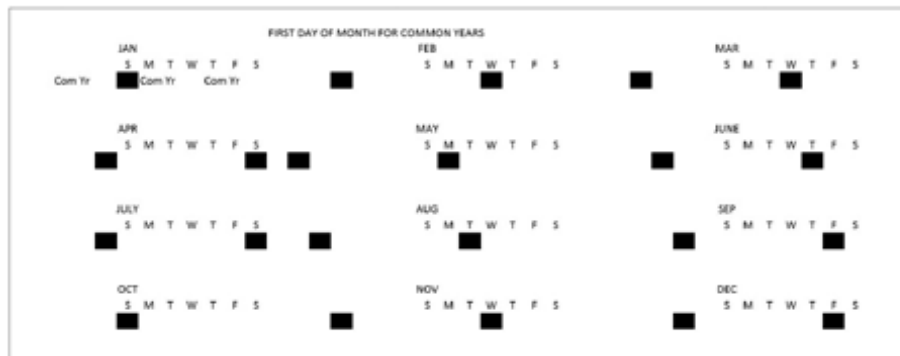 FIRST DAY OF MONTH FOR COMMON YEARS
JAN FEB MAR
S M T W T F S S M T W T F S S M T W T F S
Com Yr Com Yr Com Yr
APR MAY JUNE
S M T W T F S S M T W T F S S M T W T F S
JULY AUG SEP
S M T W T F S S M T W T F S S M T W T F S
OCT NOV DEC
S M T W T F S S M T W T F S S M T W T F S